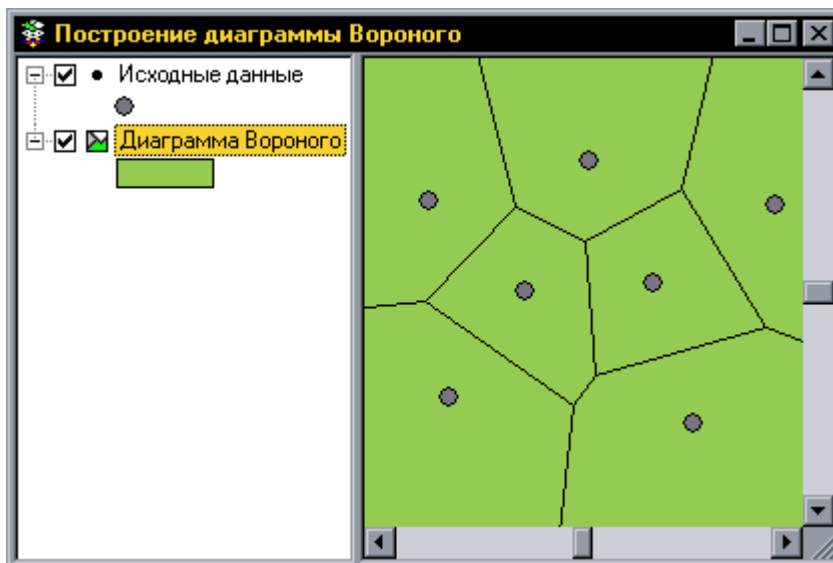 Построение диаграммы Вороного
Исходные данные
Диаграмма Вороного